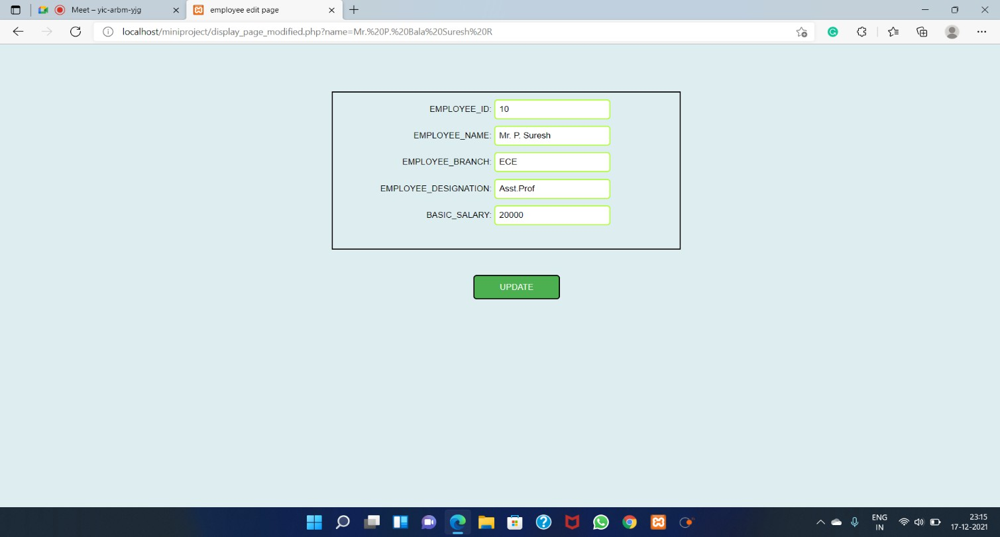 Meet – yic-arbm-yjg
employee edit page
localhost/miniproject/display_page_modified.php?name=Mr.%20P.%20Bala%20Suresh%20R
EMPLOYEE_ID: 10
EMPLOYEE_NAME: Mr. P. Suresh
EMPLOYEE_BRANCH: ECE
EMPLOYEE_DESIGNATION: Asst.Prof
BASIC_SALARY: 20000
UPDATE
ENG
IN
23:15
17-12-2021